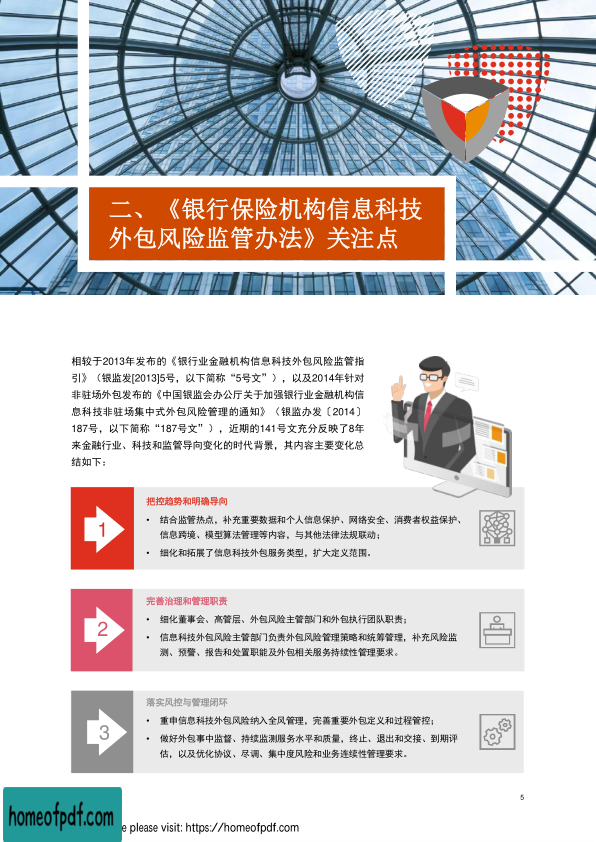 二、《银行保险机构信息科技
外包风险监管办法》关注点
相较于2013年发布的《银行业金融机构信息科技外包风险监管指
引》（银监发[2013]5号，以下简称“5号文”），以及2014年针对
非驻场外包发布的《中国银监会办公厅关于加强银行业金融机构信
息科技非驻场集中式外包风险管理的通知》（银监办发〔2014〕
187号，以下简称“187号文”），近期的141号文充分反映了8年
来金融行业、科技和监管导向变化的时代背景，其内容主要变化总
结如下：
1
把控趋势和明确导向
• 结合监管热点，补充重要数据和个人信息保护、网络安全、消费者权益保护、
信息跨境、模型算法管理等内容，与其他法律法规联动；
• 细化和拓展了信息科技外包服务类型，扩大定义范围。
2
完善治理和管理职责
• 细化董事会、高管层、外包风险主管部门和外包执行团队职责；
• 信息科技外包风险主管部门负责外包风险管理策略和统筹管理，补充风险监
测、预警、报告和处置职能及外包相关服务持续性管理要求。
3
落实风控与管理闭环
• 重申信息科技外包风险纳入全风管理，完善重要外包定义和过程管控；
• 做好外包事中监督、持续监测服务水平和质量，终止、退出和交接、到期评
估，以及优化协议、尽调、集中度风险和业务连续性管理要求。
5
homeofpdf.com
e please visit: https://homeofpdf.com